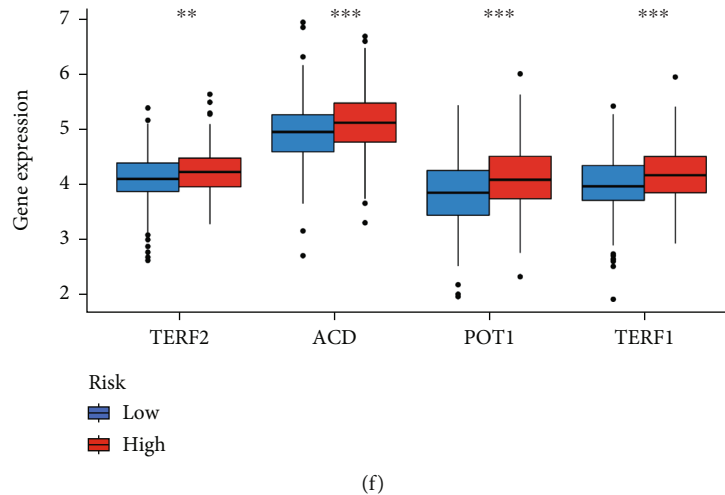 ** *** *** ***
7
6
5
4
3
2
Gene expression
TERF2 ACD POT1 TERF1
Risk
Low
High
(f)